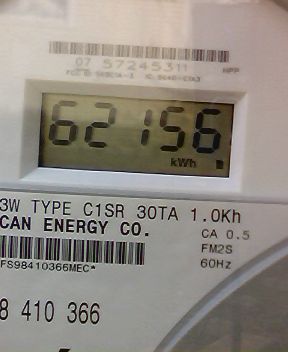 07 57245311 MPP
62156
kWh
3W TYPE C1SR 30TA 1.0Kh
CAN ENERGY CO. CA 0.5
FM2S
FS98410366MEC* 60Hz
8 410 366